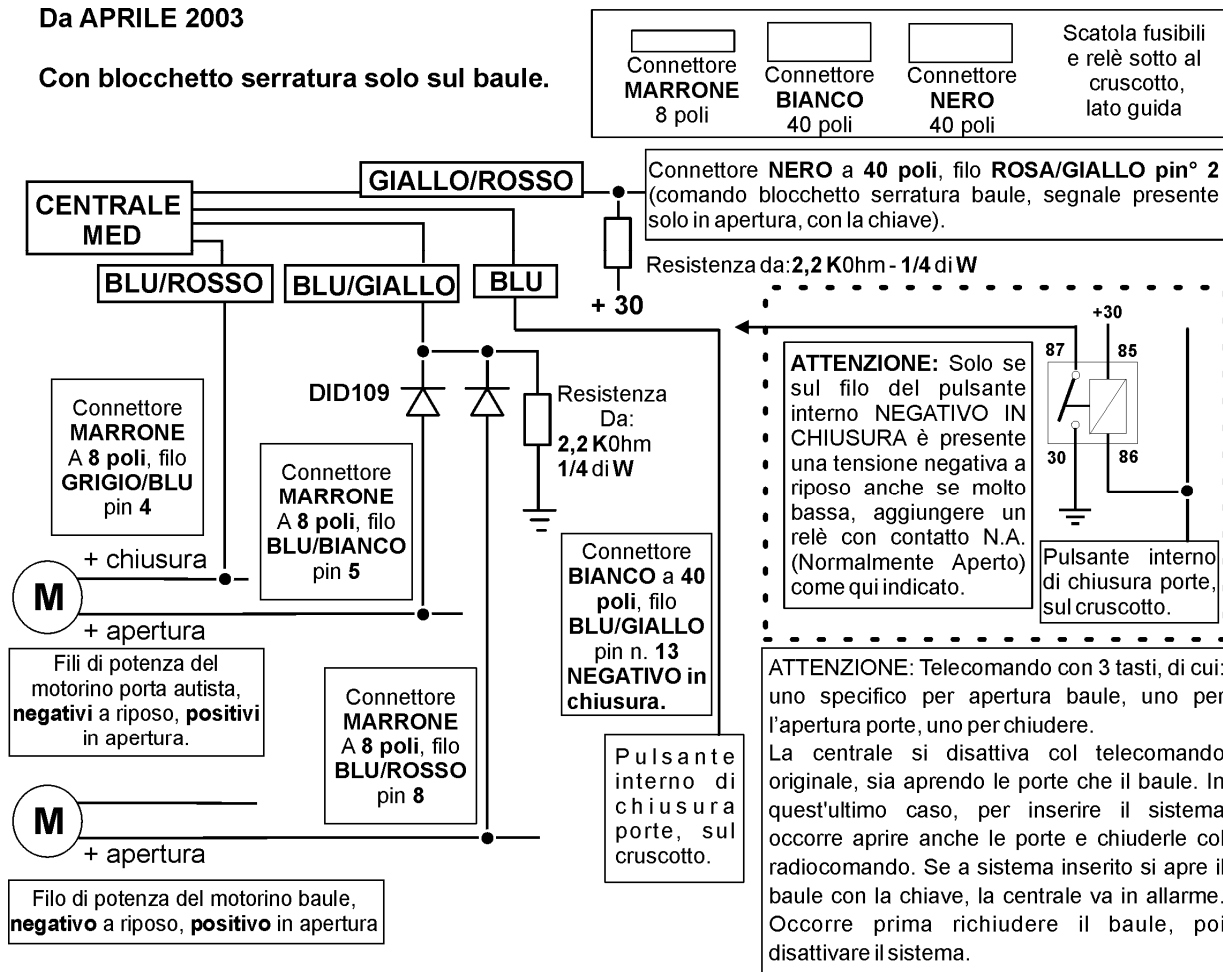 Da APRILE 2003
Con blocchetto serratura solo sul baule.
Connettore
MARRONE
8 poli
Connettore
BIANCO
40 poli
Connettore
NERO
40 poli
Scatola fusibili
e relè sotto al
cruscotto,
lato guida
CENTRALE
MED
GIALLO/ROSSO
Connettore NERO a 40 poli, filo ROSA/GIALLO pin° 2
(comando blocchetto serratura baule, segnale presente
solo in apertura, con la chiave).
BLU/ROSSO
BLU/GIALLO
BLU
Resistenza da:2,2 K0hm - 1/4 di W
+ 30
DID109
Resistenza
Da:
2,2 K0hm
1/4 di W
Connettore
MARRONE
A 8 poli, filo
GRIGIO/BLU
pin 4
Connettore
MARRONE
A 8 poli, filo
BLU/BIANCO
pin 5
ATTENZIONE: Solo se
sul filo del pulsante
interno NEGATIVO IN
CHIUSURA è presente
una tensione negativa a
riposo anche se molto
bassa, aggiungere un
relè con contatto N.A.
(Normalmente Aperto)
come qui indicato.
+30
87
85
30
86
Pulsante interno
di chiusura porte,
sul cruscotto.
+ chiusura
M
+ apertura
Fili di potenza del
motorino porta autista,
negativi a riposo, positivi
in apertura.
Connettore
BIANCO a 40
poli, filo
BLU/GIALLO
pin n. 13
NEGATIVO in
chiusura.
Connettore
MARRONE
A 8 poli, filo
BLU/ROSSO
pin 8
Pulsante
interno di
chiusura
porte, sul
cruscotto.
M
+ apertura
Filo di potenza del motorino baule,
negativo a riposo, positivo in apertura
ATTENZIONE: Telecomando con 3 tasti, di cui:
uno specifico per apertura baule, uno per
l'apertura porte, uno per chiudere.
La centrale si disattiva col telecomando
originale, sia aprendo le porte che il baule. In
quest'ultimo caso, per inserire il sistema
occorre aprire anche le porte e chiuderle col
radiocomando. Se a sistema inserito si apre il
baule con la chiave, la centrale va in allarme.
Occorre prima richiudere il baule, poi
disattivare il sistema.